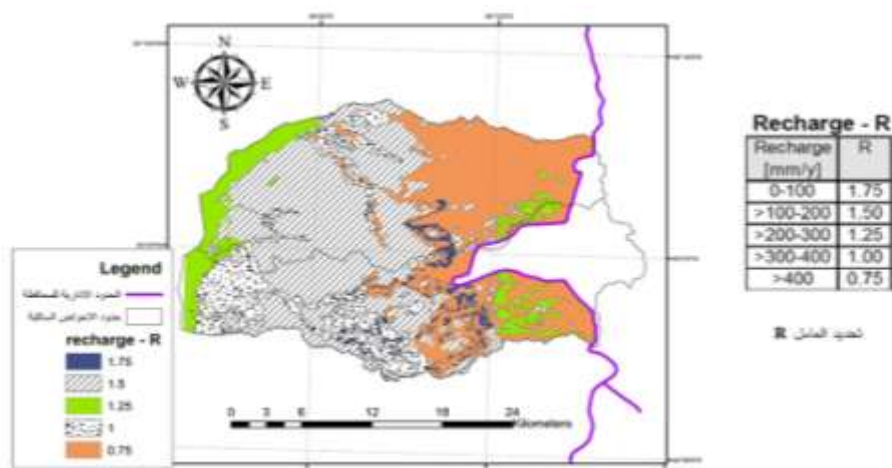 N
W E
S
Legend
الحدود الادارية للمحافظة
حدود الاحواض الساكبة
recharge - R
1.75
1.5
1.25
1
0.75
0 3 6 12 18 24
Kilometers
Recharge - R
Recharge [mm/y] R
0-100 1.75
>100-200 1.50
>200-300 1.25
>300-400 1.00
>400 0.75
تحديد العامل R